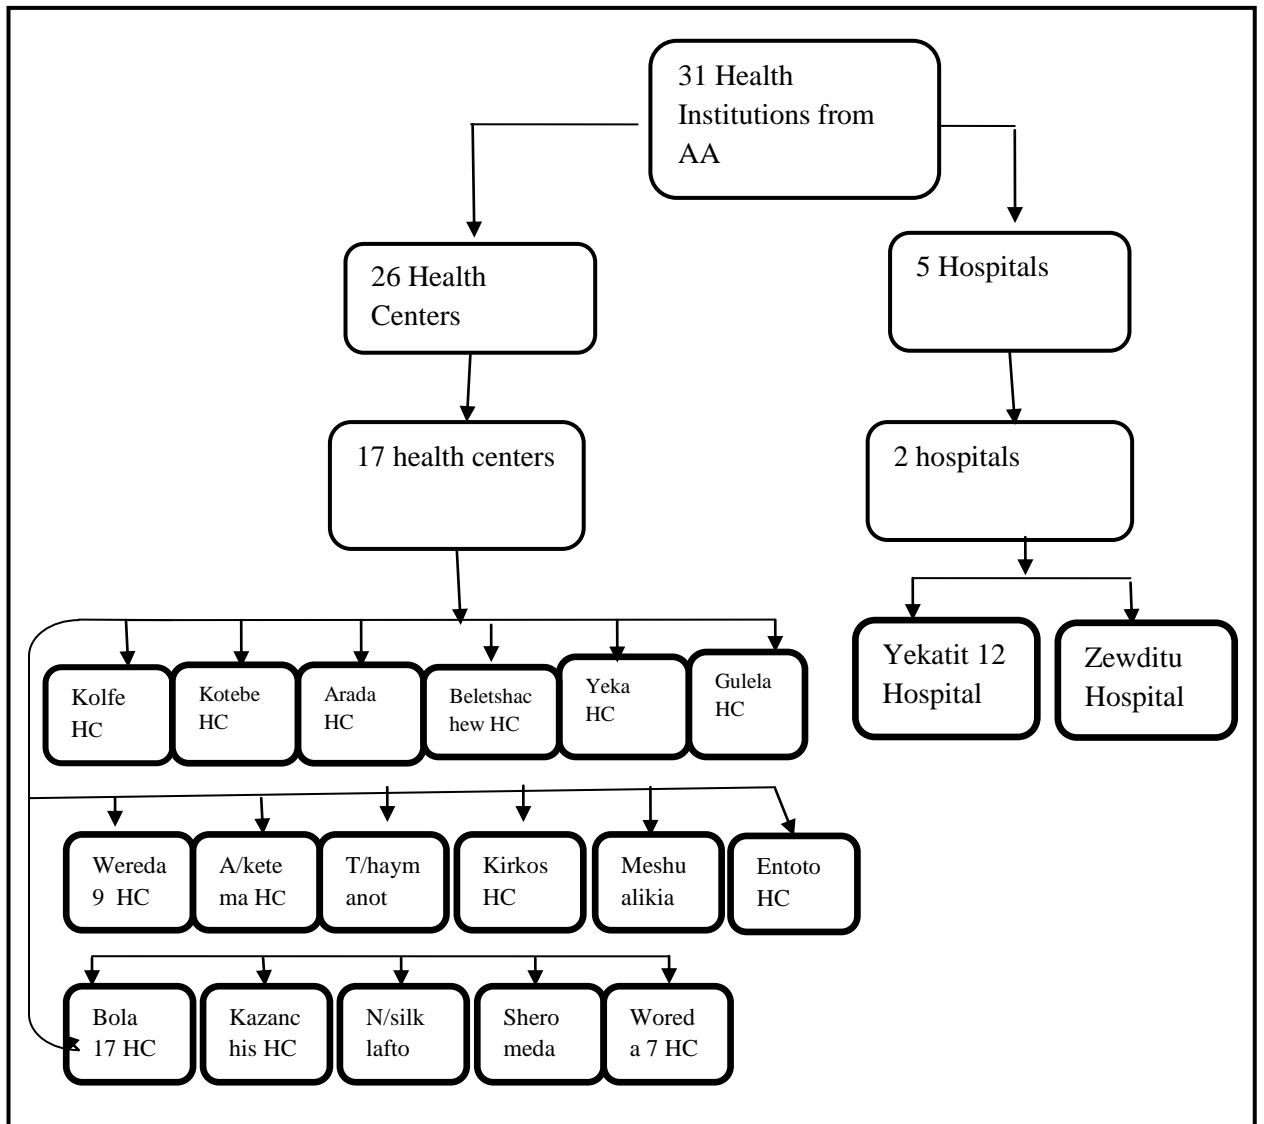 31 Health
Institutions from
AA
26 Health
Centers
5 Hospitals
17 health centers
2 hospitals
Kolfe
HC
Kotebe
HC
Arada
HC
Beletshac
hew HC
Yeka
HC
Gulela
HC
Yekatit 12
Hospital
Zewditu
Hospital
Wereda
9 HC
A/kete
ma HC
T/haym
anot
Kirkos
HC
Meshu
alikia
Entoto
HC
Bola
17 HC
Kazanc
his HC
N/silk
lafto
Shero
meda
Wored
a 7 HC